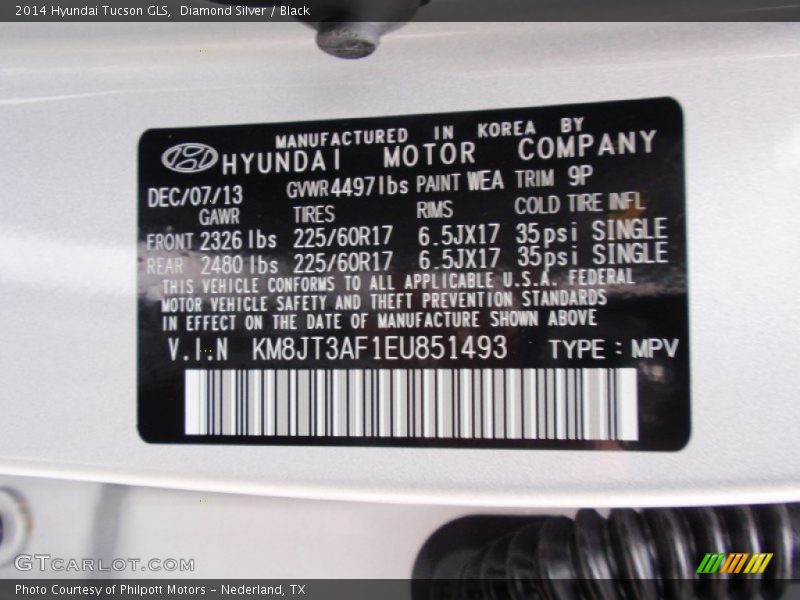 2014 Hyundai Tucson GLS,  Diamond Silver / Black
MANUFACTURED IN KOREA BY
HYUNDAI MOTOR COMPANY
DEC/07/13 GVWR 4497lbs PAINT WEA TRIM 9P
GAWR TIRES RIMS COLD TIRE INFL
FRONT 2326 lbs 225/60R17 6.5JX17 35psi SINGLE
REAR 2480 lbs 225/60R17 6.5JX17 35psi SINGLE
THIS VEHICLE CONFORMS TO ALL APPLICABLE U.S.A. FEDERAL
MOTOR VEHICLE SAFETY AND THEFT PREVENTION STANDARDS
IN EFFECT ON THE DATE OF MANUFACTURE SHOWN ABOVE
V.I.N KM8JT3AF1EU851493 TYPE : MPV
GTCARLOT.COM
Photo Courtesy of Philpott Motors – Nederland, TX